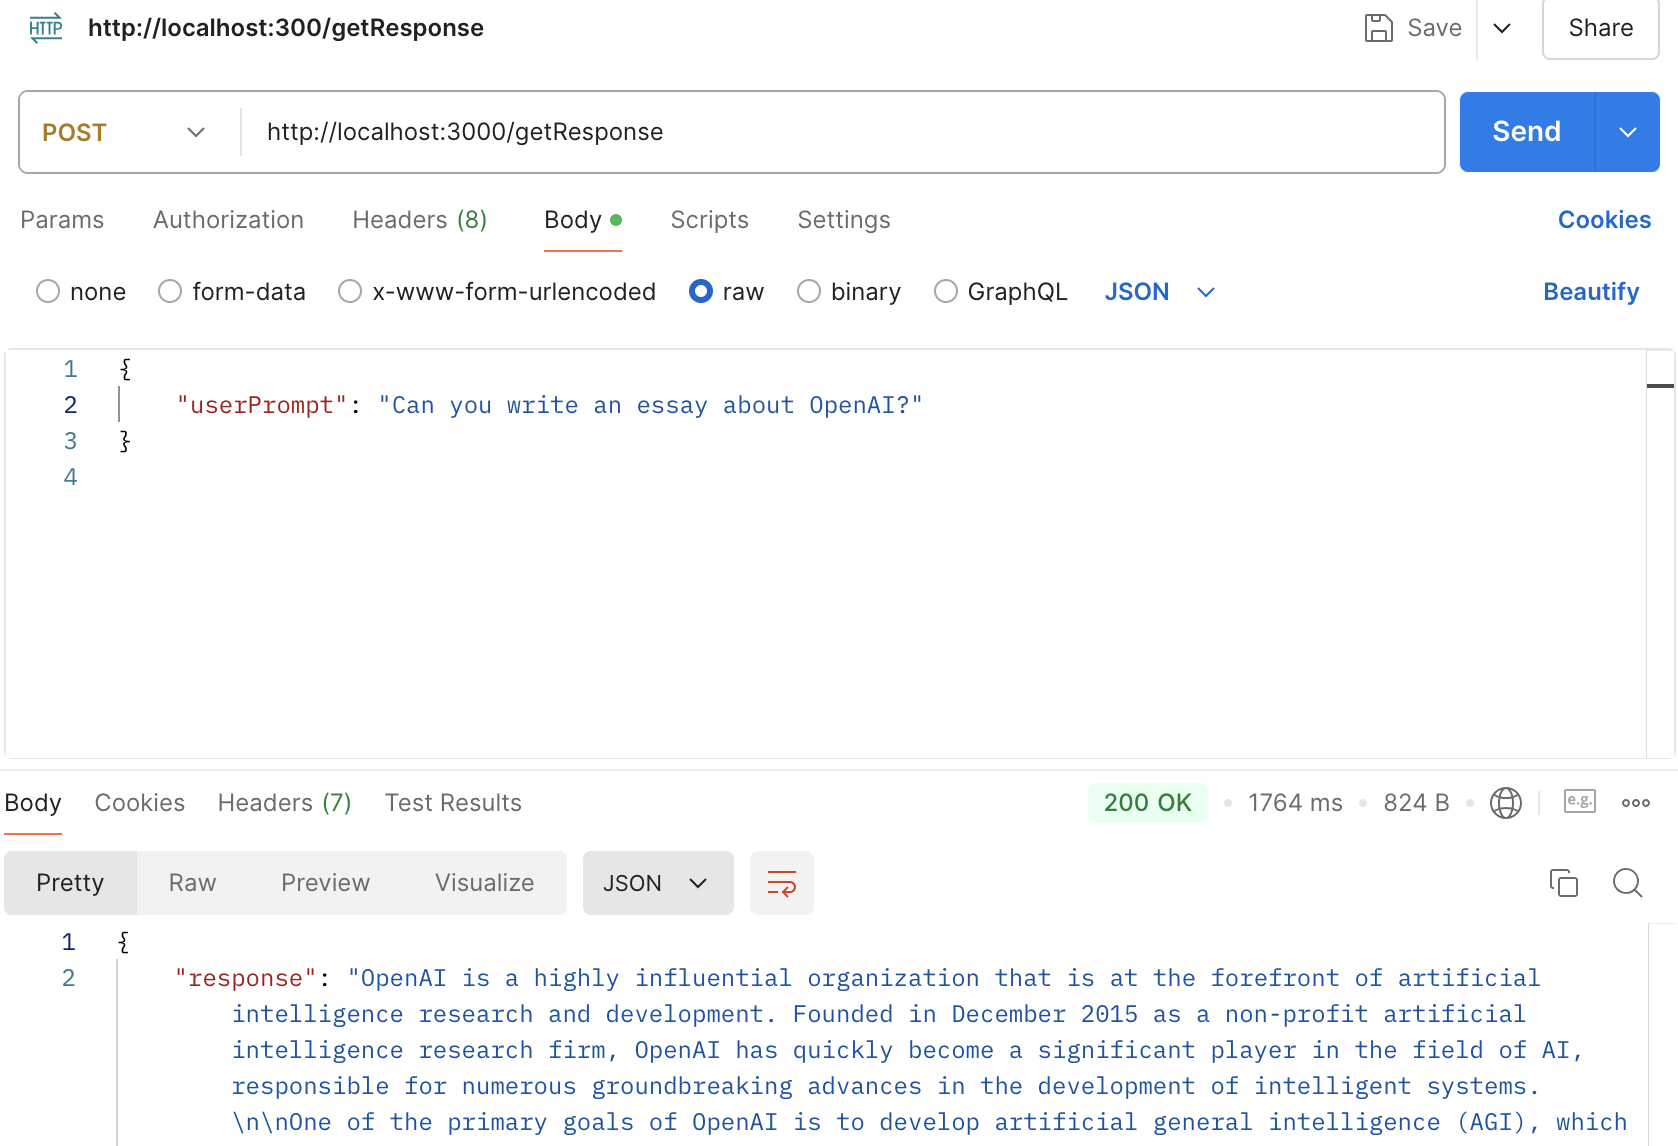 HTTP http://localhost:300/getResponse Save Share
POST http://localhost:3000/getResponse Send
Params Authorization Headers (8) Body Scripts Settings Cookies
none form-data x-www-form-urlencoded raw binary GraphQL JSON Beautify
1 {
2 "userPrompt": "Can you write an essay about OpenAI?"
3 }
4
Body Cookies Headers (7) Test Results 200 OK 1764 ms 824 B e.g.
Pretty Raw Preview Visualize JSON
1 {
2 "response": "OpenAI is a highly influential organization that is at the forefront of artificial
intelligence research and development. Founded in December 2015 as a non-profit artificial
intelligence research firm, OpenAI has quickly become a significant player in the field of AI,
responsible for numerous groundbreaking advances in the development of intelligent systems.
\n\nOne of the primary goals of OpenAI is to develop artificial general intelligence (AGI), which